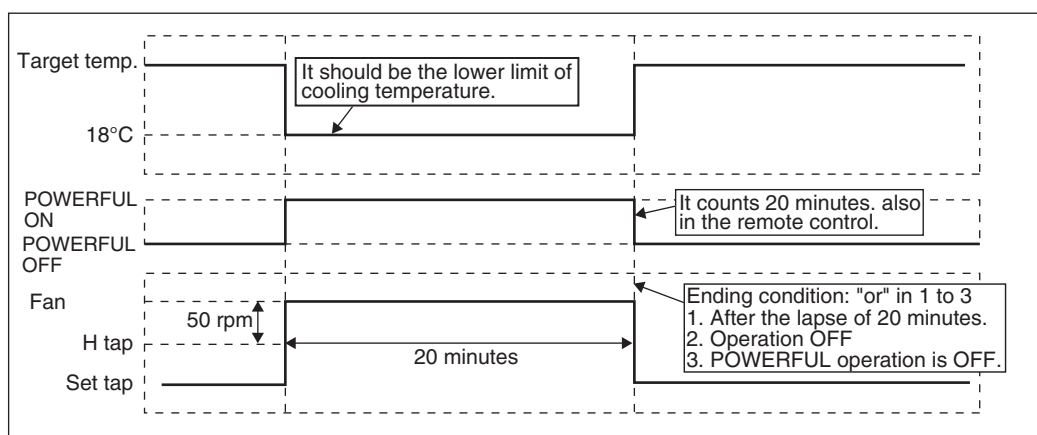 Target temp.
It should be the lower limit of
cooling temperature.
18°C
POWERFUL
ON
POWERFUL
OFF
It counts 20 minutes. also
in the remote control.
Fan
50 rpm
H tap
Set tap
20 minutes
Ending condition: "or" in 1 to 3
1. After the lapse of 20 minutes.
2. Operation OFF
3. POWERFUL operation is OFF.